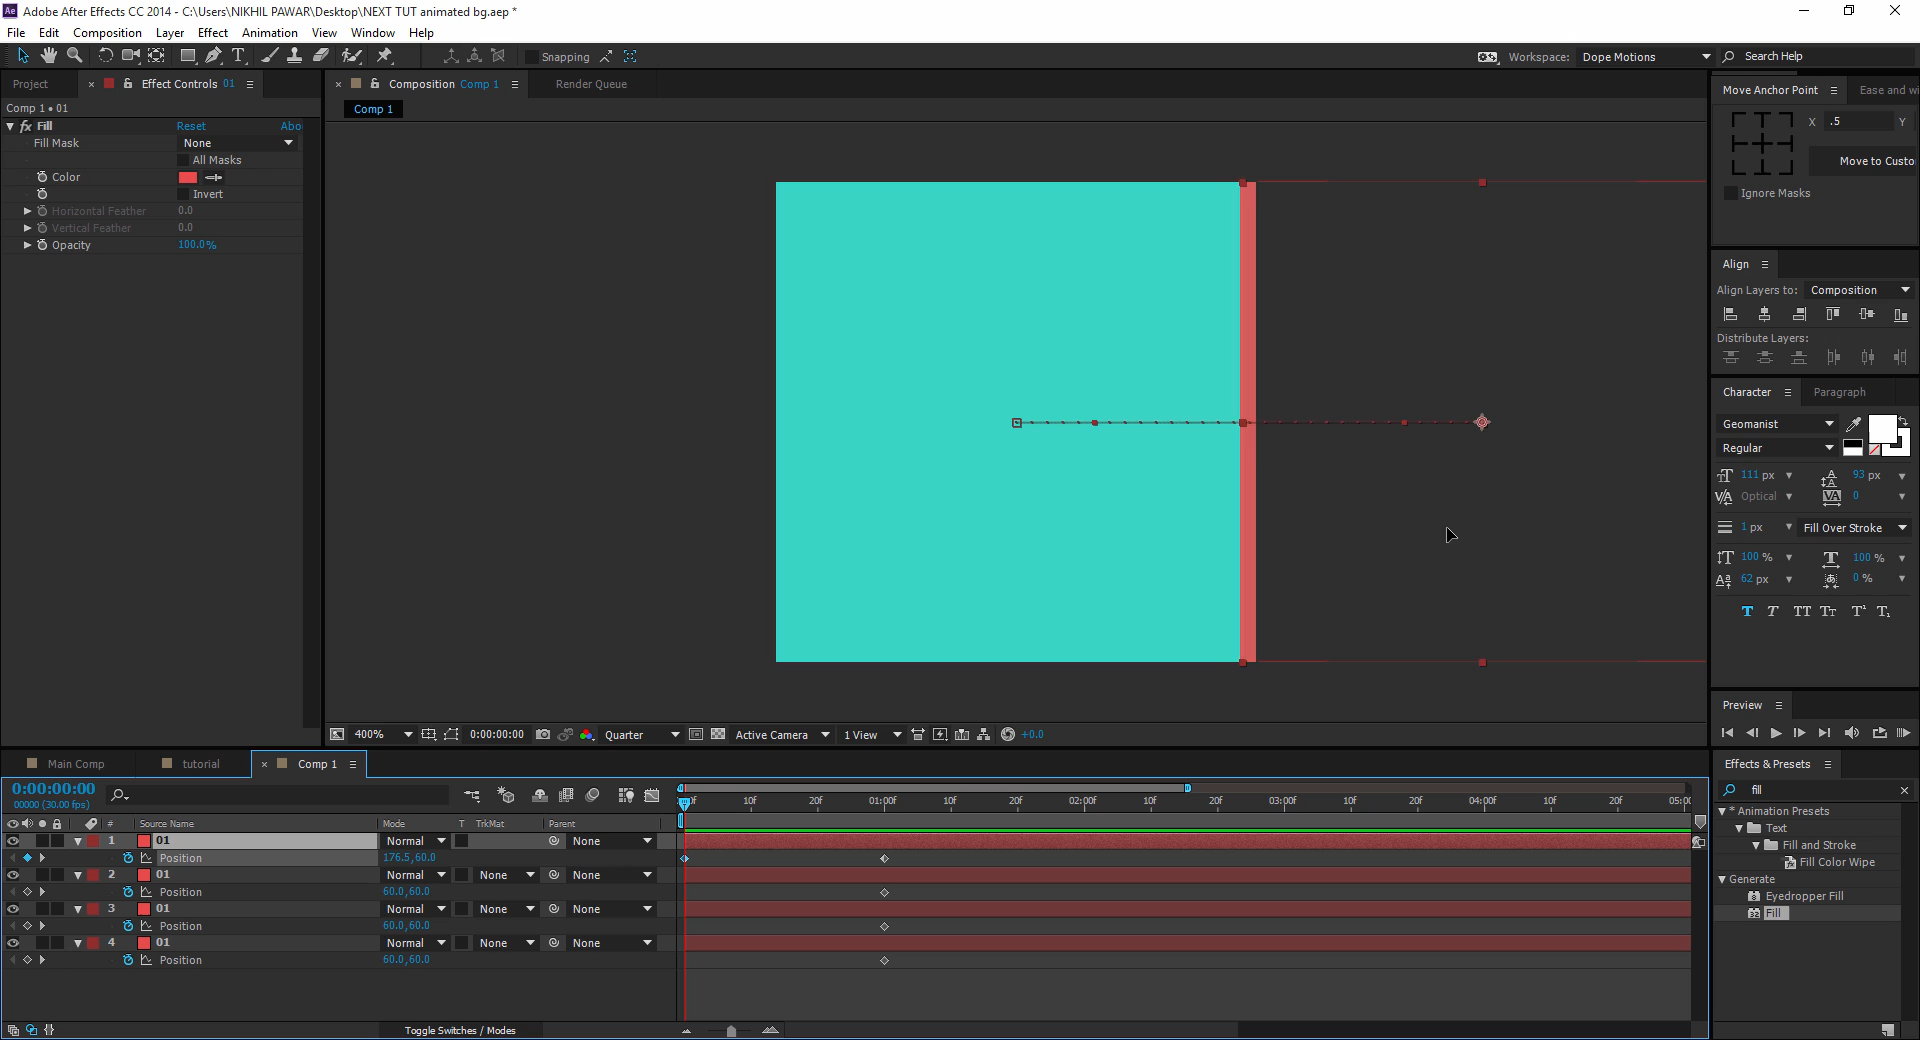 Adobe After Effects CC 2014 - C:\Users\NIKHIL PAWAR\Desktop\NEXT TUT animated bg.aep *
File Edit Composition Layer Effect Animation View Window Help
Snapping
Workspace: Dope Motions
Search Help
Project
Effect Controls 01
Composition Comp 1
Render Queue
Comp 1 • 01
Comp 1
fx Fill Reset Abo
Fill Mask None
All Masks
Color
Invert
Horizontal Feather 0.0
Vertical Feather 0.0
Opacity 100.0%
Move Anchor Point
Ease and wi
X .5 Y
Move to Custo
Ignore Masks
Align
Align Layers to: Composition
Distribute Layers:
Character Paragraph
Geomanist
Regular
111 px 93 px
Optical 0
1 px Fill Over Stroke
100 % 100 %
62 px 0 %
T T TT Tt T¹ T₁
Preview
400% 0:00:00:00 Quarter Active Camera 1 View +0.0
Main Comp tutorial Comp 1
0:00:00:00
00000 (30.00 fps)
10f 20f 01:00f 10f 20f 02:00f 10f 20f 03:00f 10f 20f 04:00f 10f 20f 05:00
# Source Name Mode T TrkMat Parent
1 01 Normal None
Position 176.5,60.0
2 01 Normal None None
Position 60.0,60.0
3 01 Normal None None
Position 60.0,60.0
4 01 Normal None None
Position 60.0,60.0
Toggle Switches / Modes
Effects & Presets
fill
* Animation Presets
Text
Fill and Stroke
Fill Color Wipe
Generate
Eyedropper Fill
Fill